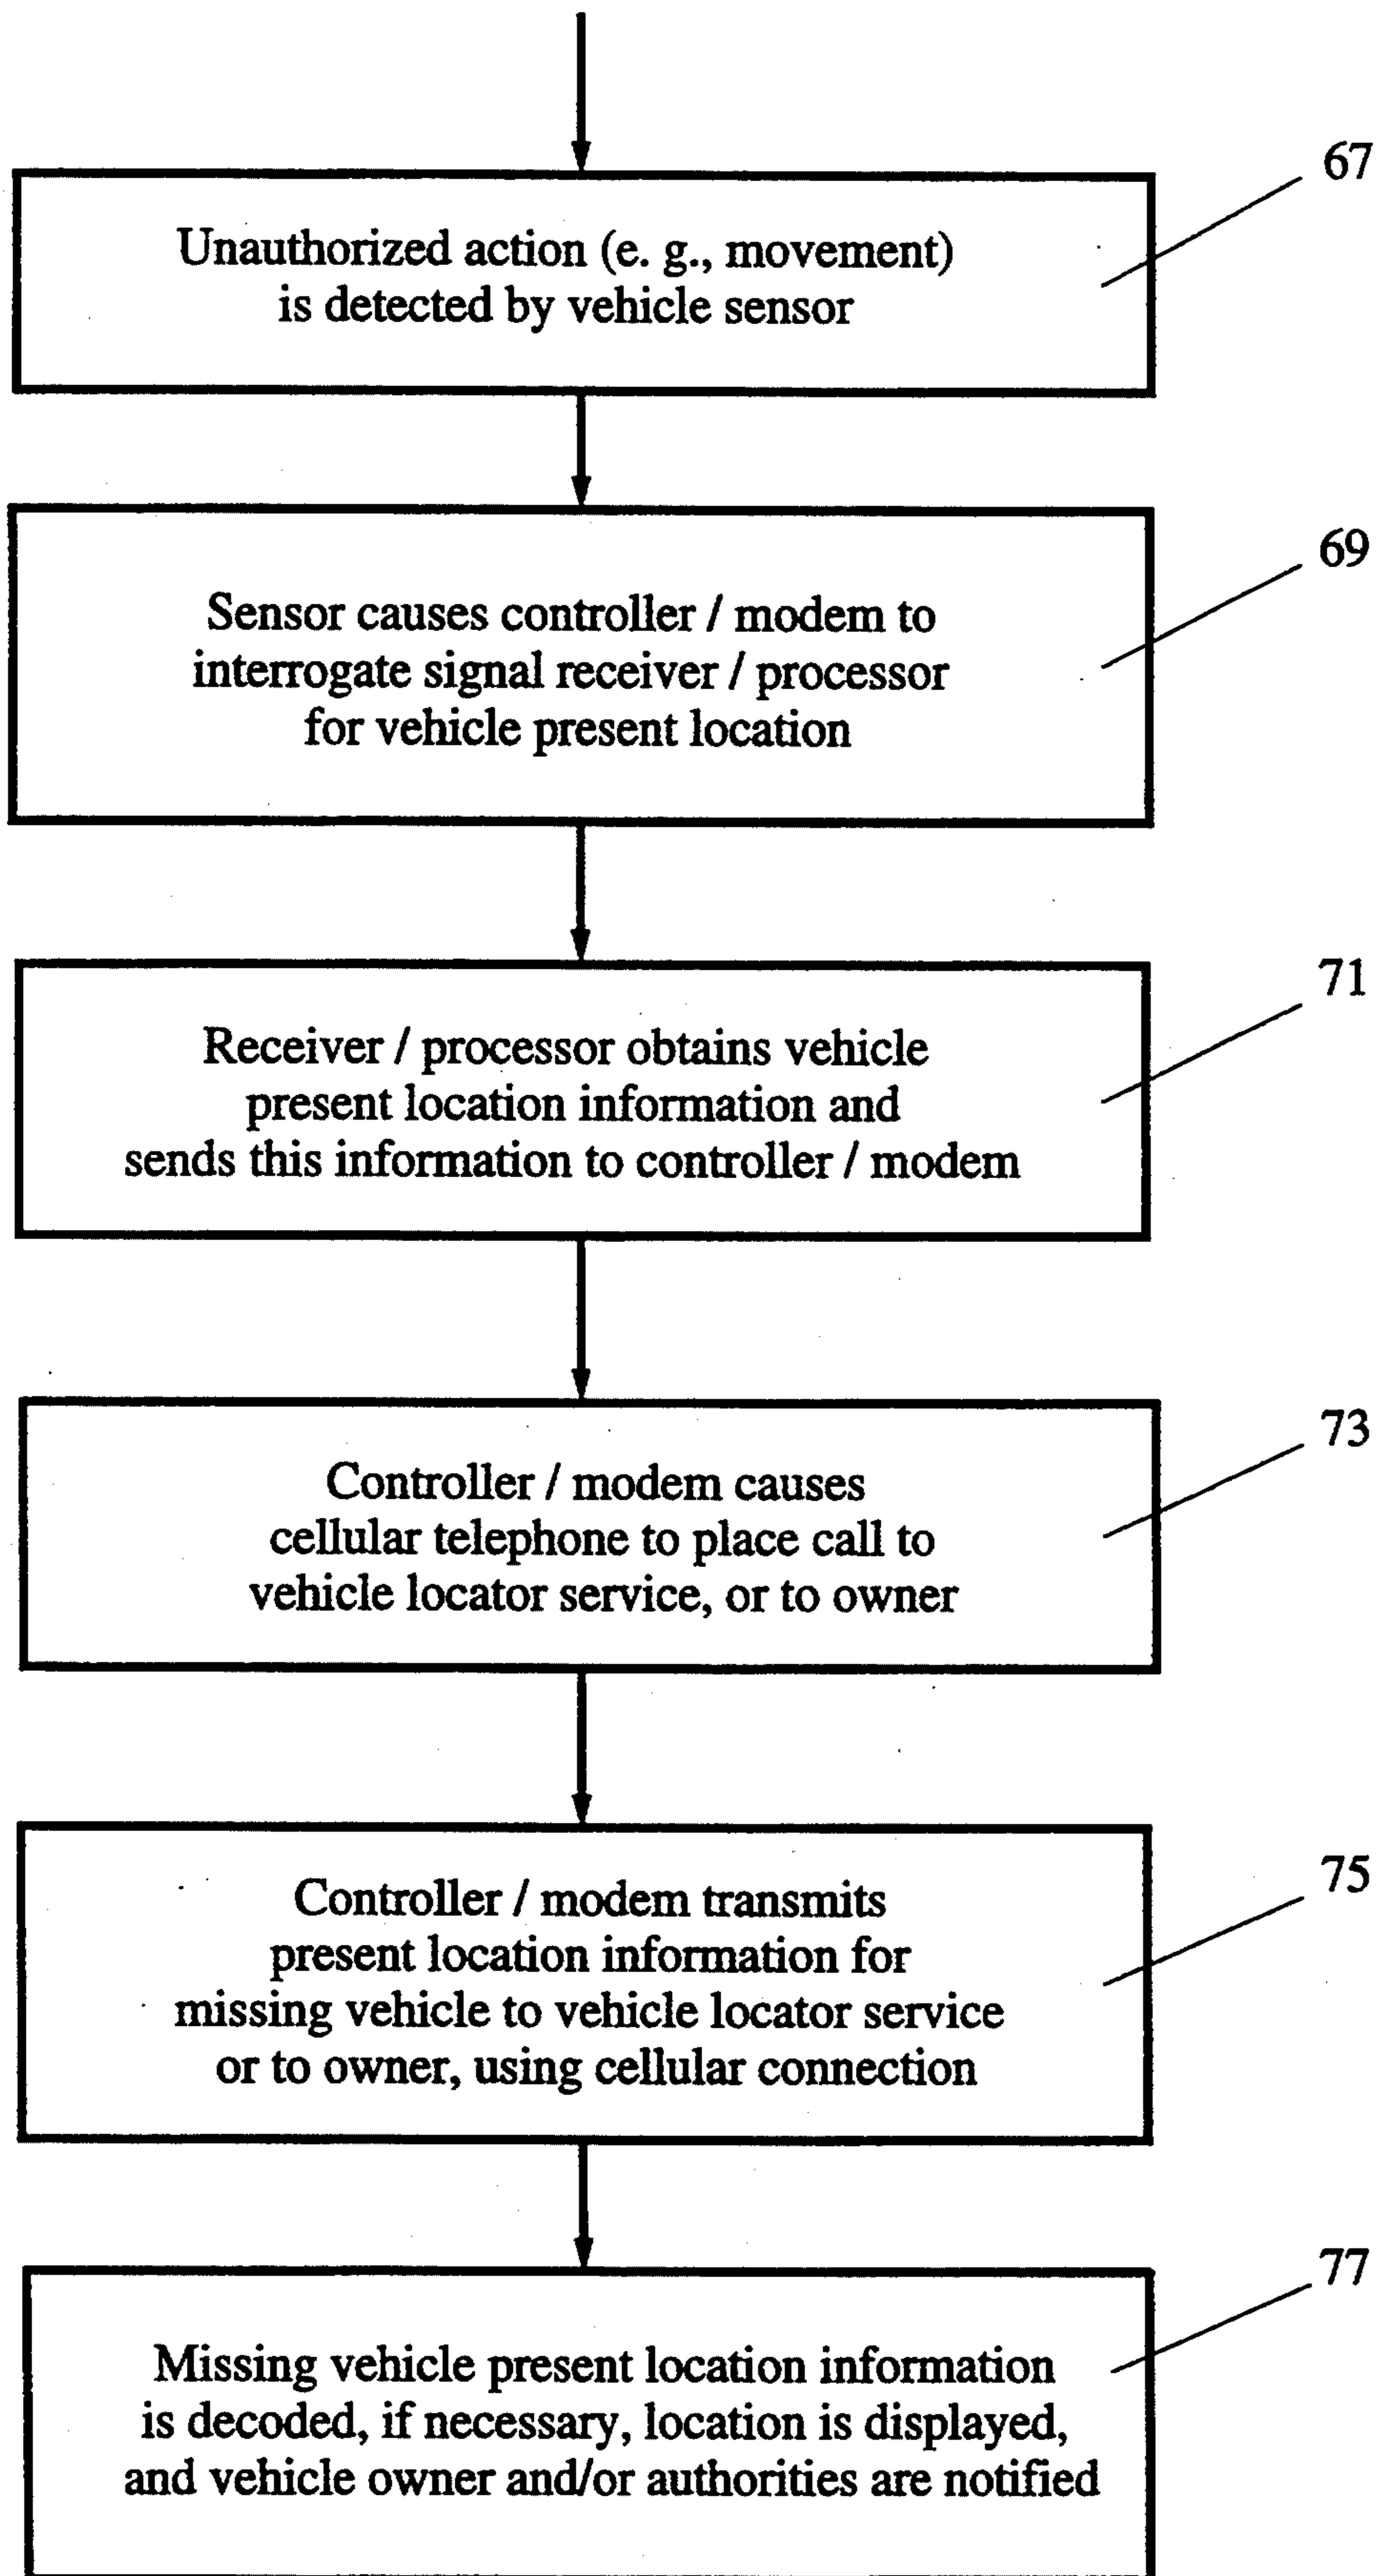 67
Unauthorized action (e. g., movement)
is detected by vehicle sensor
69
Sensor causes controller / modem to
interrogate signal receiver / processor
for vehicle present location
71
Receiver / processor obtains vehicle
present location information and
sends this information to controller / modem
73
Controller / modem causes
cellular telephone to place call to
vehicle locator service, or to owner
75
Controller / modem transmits
present location information for
missing vehicle to vehicle locator service
or to owner, using cellular connection
77
Missing vehicle present location information
is decoded, if necessary, location is displayed,
and vehicle owner and/or authorities are notified